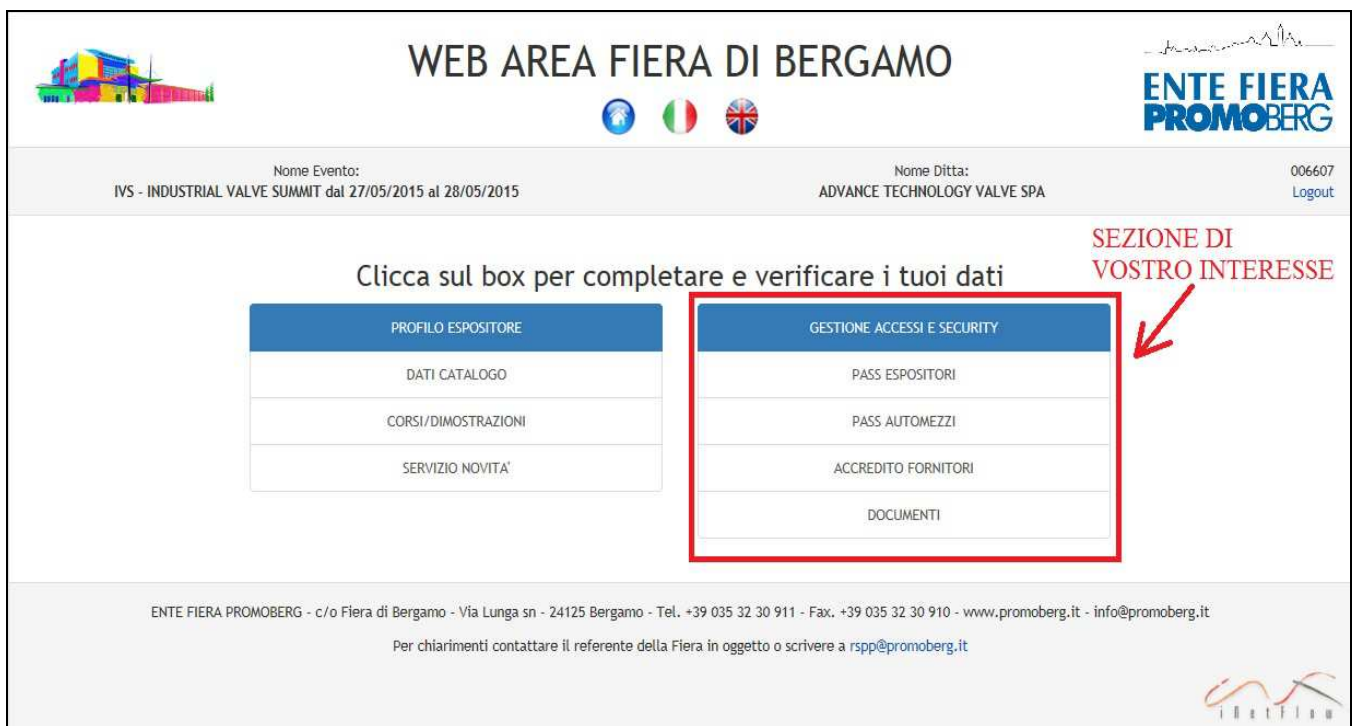 WEB AREA FIERA DI BERGAMO
ENTE FIERA
PROMOBERG
Nome Evento:
IVS - INDUSTRIAL VALVE SUMMIT dal 27/05/2015 al 28/05/2015
Nome Ditta:
ADVANCE TECHNOLOGY VALVE SPA
006607
Logout
SEZIONE DI
VOSTRO INTERESSE
Clicca sul box per completare e verificare i tuoi dati
PROFILO ESPOSITORE
DATI CATALOGO
CORSI/DIMOSTRAZIONI
SERVIZIO NOVITA'
GESTIONE ACCESSI E SECURITY
PASS ESPOSITORI
PASS AUTOMEZZI
ACCREDITO FORNITORI
DOCUMENTI
ENTE FIERA PROMOBERG - c/o Fiera di Bergamo - Via Lunga sn - 24125 Bergamo - Tel. +39 035 32 30 911 - Fax. +39 035 32 30 910 - www.promoberg.it - info@promoberg.it
Per chiarimenti contattare il referente della Fiera in oggetto o scrivere a rspp@promoberg.it